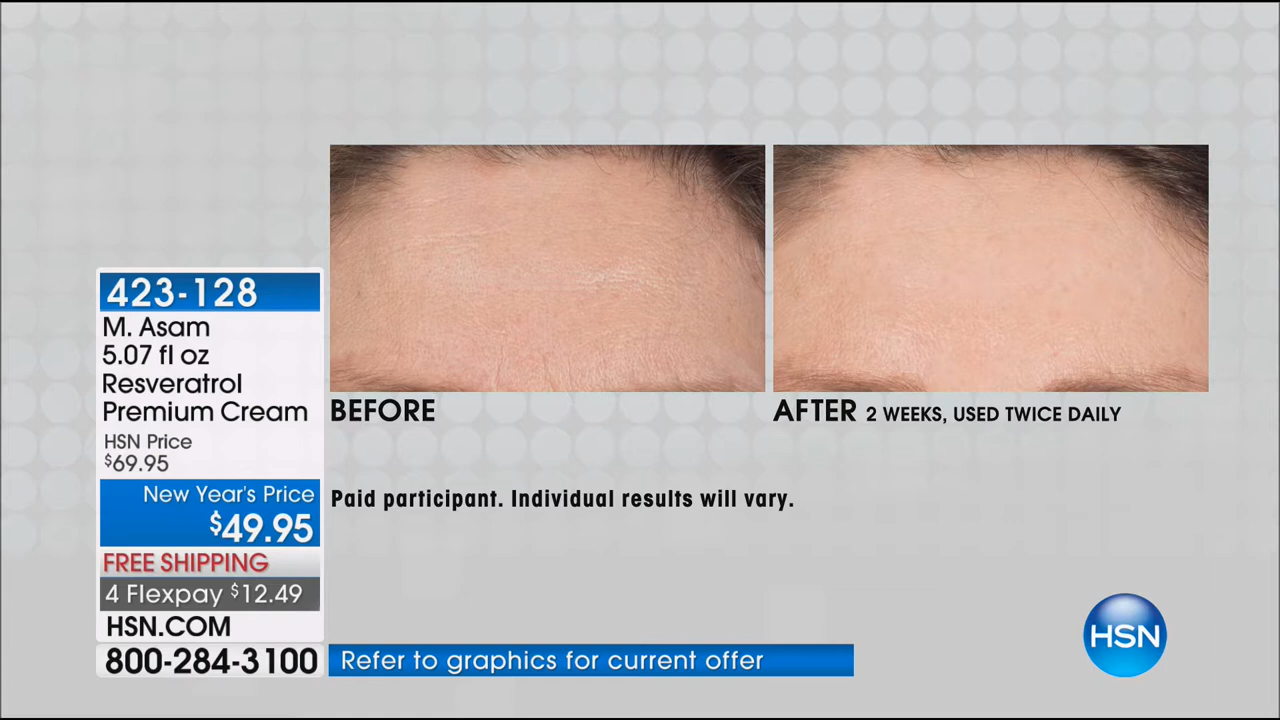 423-128
M. Asam
5.07 fl oz
Resveratrol
Premium Cream
HSN Price
$69.95
New Year's Price
$49.95
FREE SHIPPING
4 Flexpay $12.49
HSN.COM
800-284-3100
BEFORE
AFTER 2 WEEKS, USED TWICE DAILY
Paid participant. Individual results will vary.
Refer to graphics for current offer
HSN